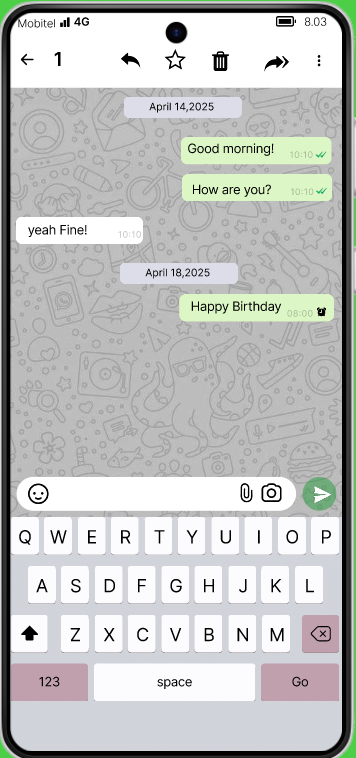 Mobitel 4G 8.03
1
April 14,2025
Good morning! 10:10
How are you? 10:10
yeah Fine! 10:10
April 18,2025
Happy Birthday 08:00
Q W E R T Y U I O P
A S D F G H J K L
Z X C V B N M
123 space Go